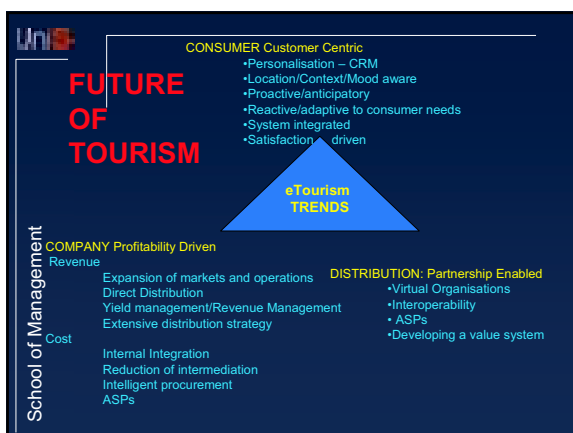 CONSUMER Customer Centric
•Personalisation – CRM
•Location/Context/Mood aware
•Proactive/anticipatory
•Reactive/adaptive to consumer needs
•System integrated
•Satisfaction driven
FUTURE
OF
TOURISM
eTourism
TRENDS
COMPANY Profitability Driven
Revenue
Expansion of markets and operations
Direct Distribution
Yield management/Revenue Management
Extensive distribution strategy
Cost
Internal Integration
Reduction of intermediation
Intelligent procurement
ASPs
DISTRIBUTION: Partnership Enabled
•Virtual Organisations
•Interoperability
• ASPs
•Developing a value system
School of Management